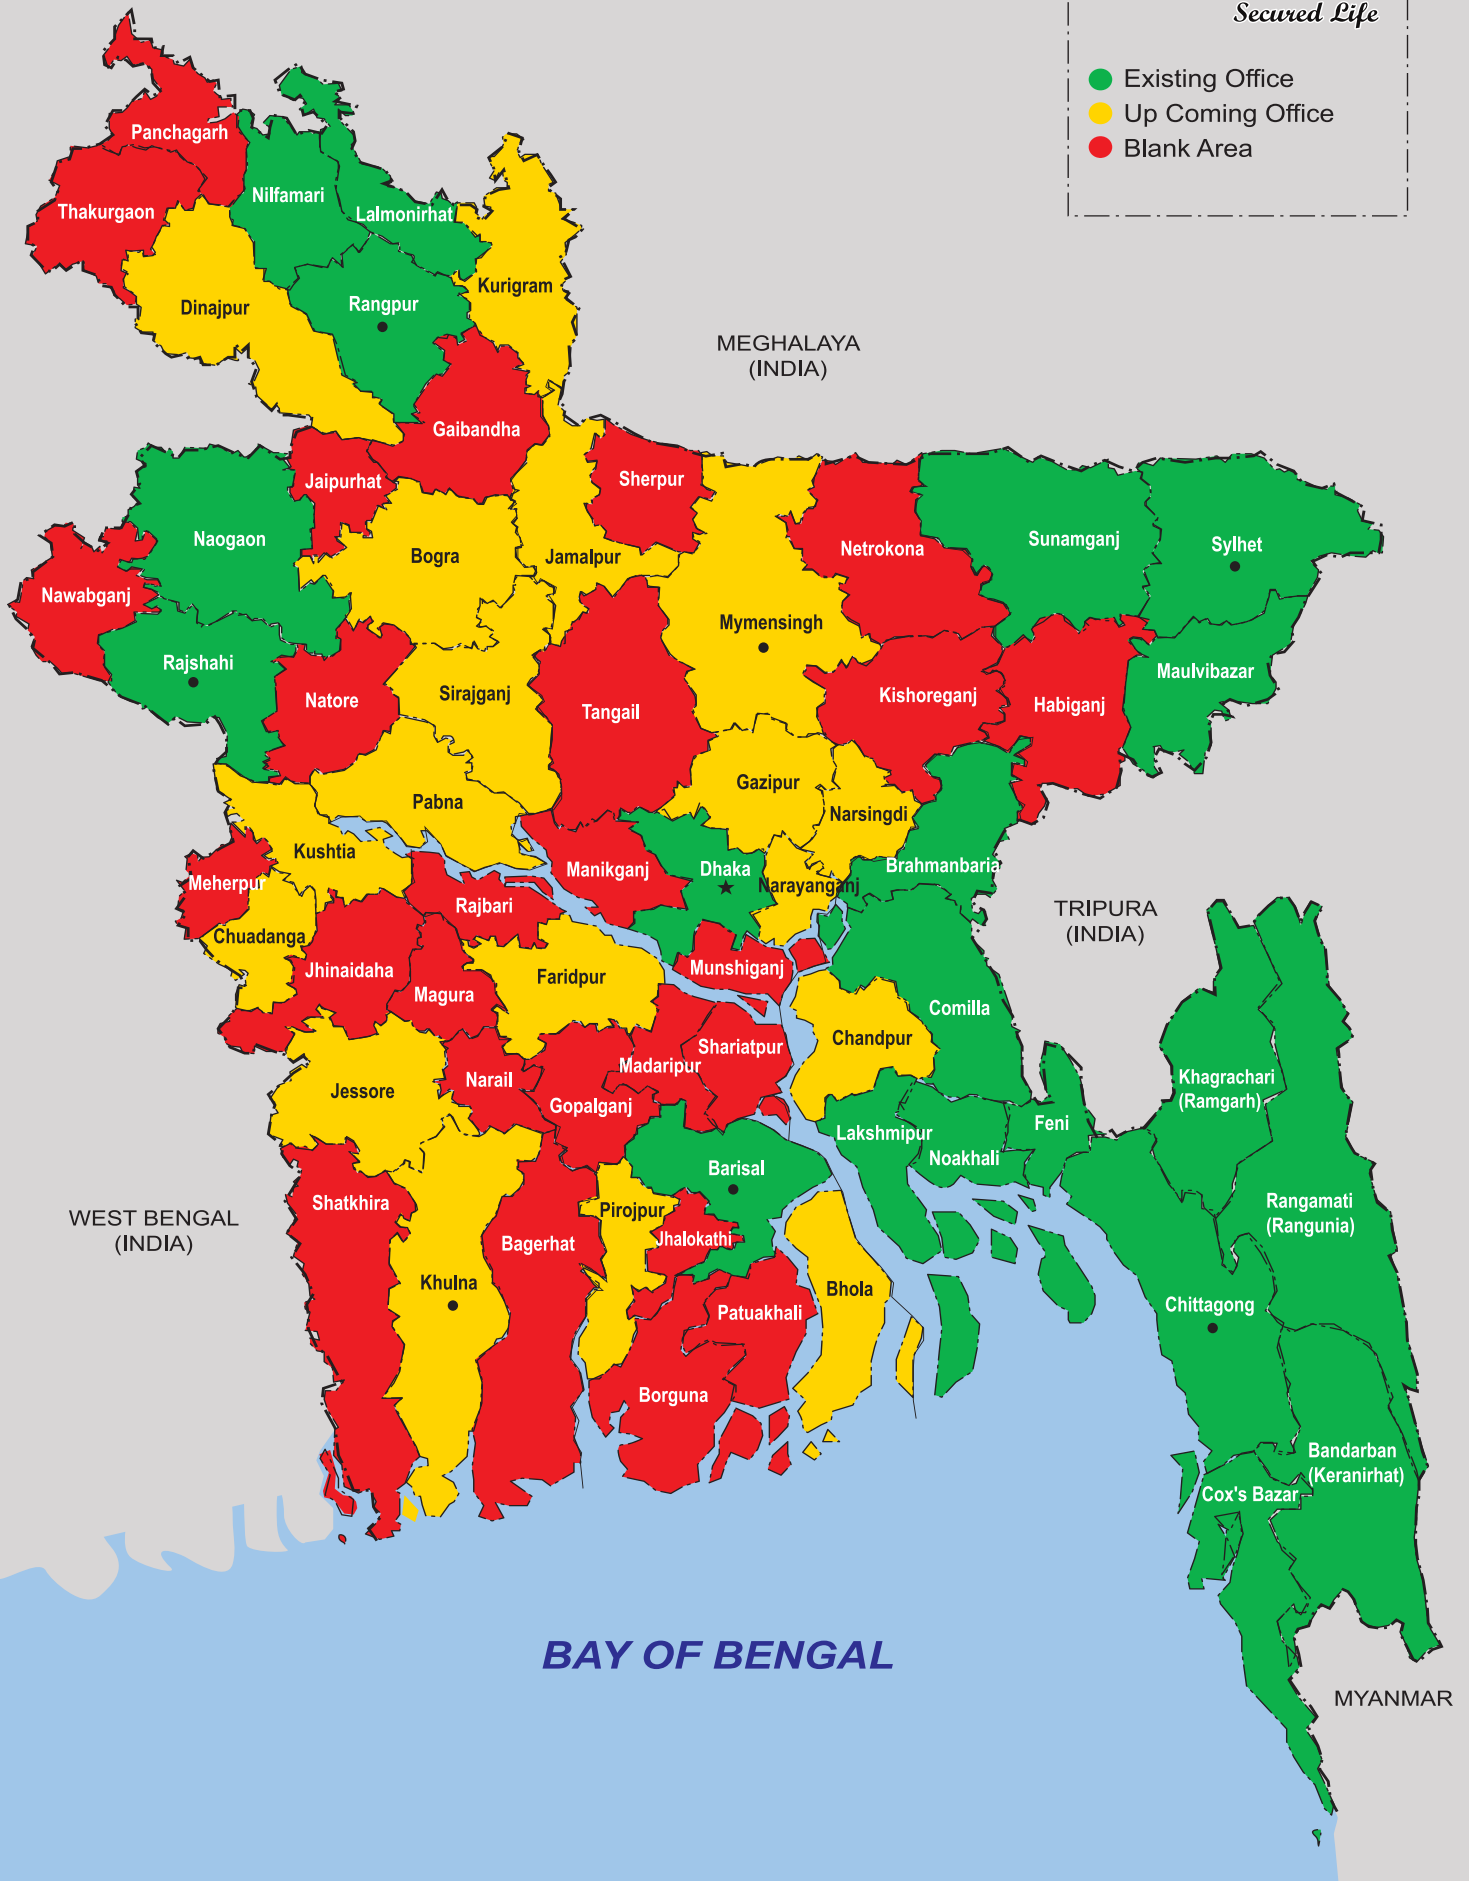 Secured Life
Existing Office
Up Coming Office
Blank Area
Panchagarh
Thakurgaon
Nilfamari
Lalmonirhat
Dinajpur
Rangpur
Kurigram
MEGHALAYA
(INDIA)
Gaibandha
Jaipurhat
Sherpur
Naogaon
Bogra
Jamalpur
Netrokona
Sunamganj
Sylhet
Nawabganj
Mymensingh
Rajshahi
Maulvibazar
Natore
Sirajganj
Tangail
Kishoreganj
Habiganj
Gazipur
Pabna
Narsingdi
Kushtia
Manikganj
Dhaka
Brahmanbaria
Meherpur
Narayanganj
Rajbari
TRIPURA
(INDIA)
Chuadanga
Jhinaidaha
Faridpur
Munshiganj
Magura
Comilla
Chandpur
Shariatpur
Madaripur
Jessore
Narail
Khagrachari
(Ramgarh)
Gopalganj
Lakshmipur
Feni
Noakhali
Barisal
Shatkhira
Pirojpur
Rangamati
(Rangunia)
WEST BENGAL
(INDIA)
Bagerhat
Jhalokathi
Khulna
Bhola
Patuakhali
Chittagong
Borguna
Bandarban
(Keranirhat)
Cox's Bazar
BAY OF BENGAL
MYANMAR